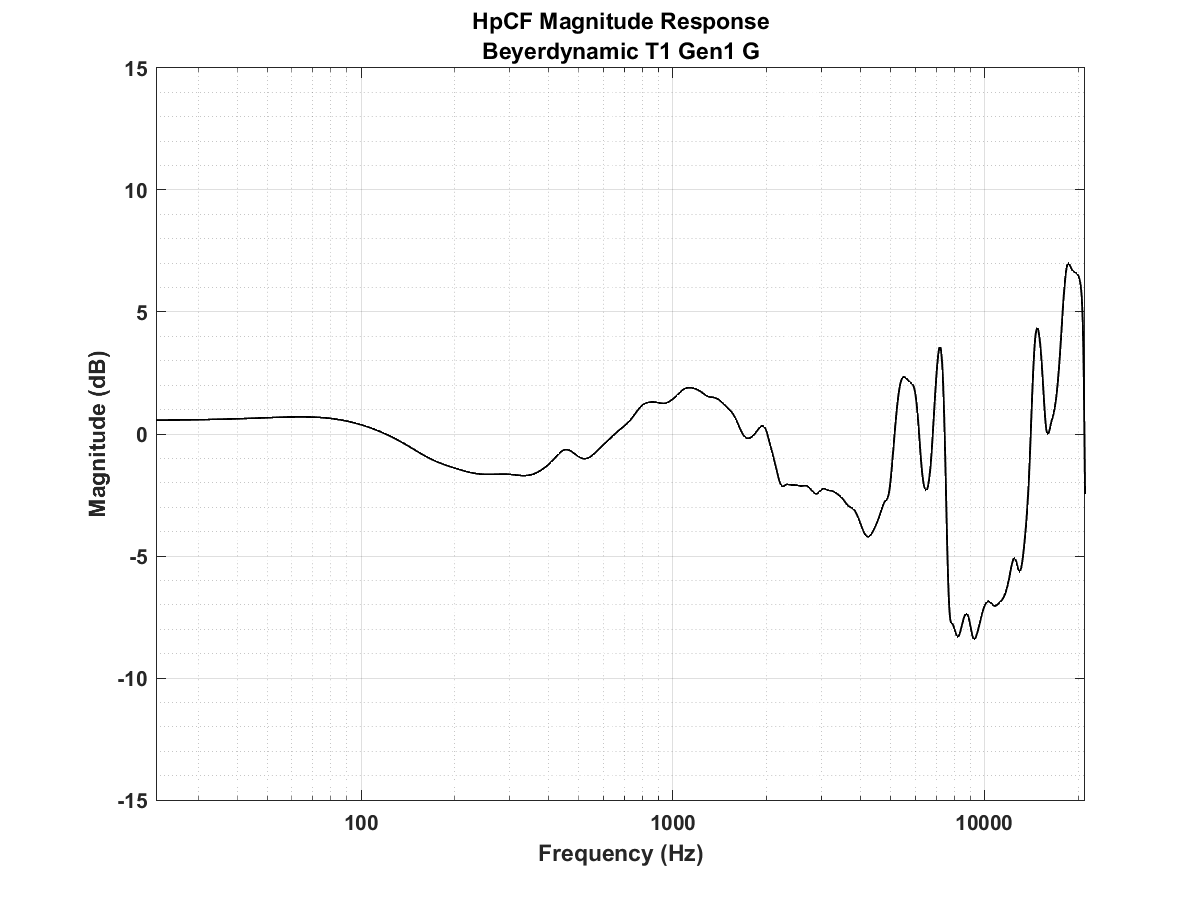 HpCF Magnitude Response
Beyerdynamic T1 Gen1 G
15
10
5
0
-5
-10
-15
Magnitude (dB)
100
1000
10000
Frequency (Hz)